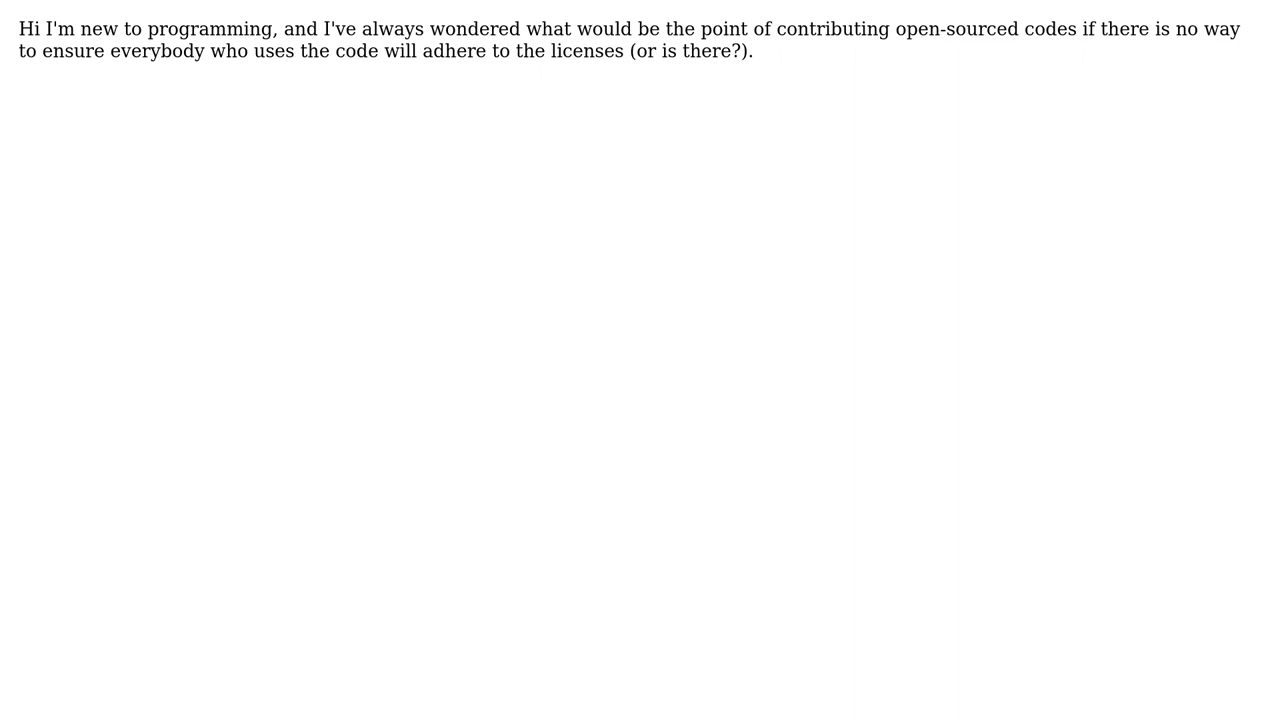 Hi I'm new to programming, and I've always wondered what would be the point of contributing open-sourced codes if there is no way
to ensure everybody who uses the code will adhere to the licenses (or is there?).